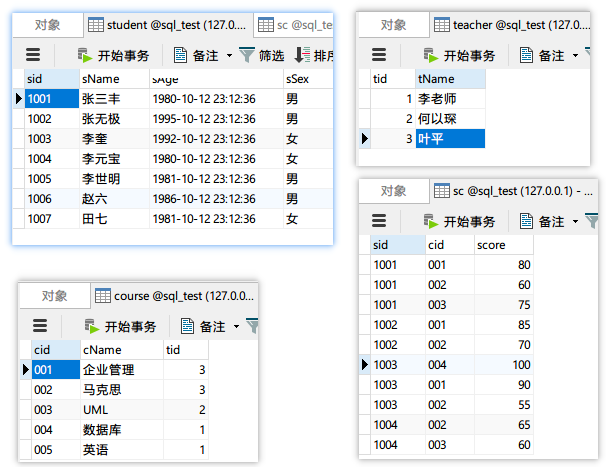 对象 student @sql_test (127.0.... sc @sql_te
开始事务 备注 筛选 排序
sid sName sAge sSex
1001 张三丰 1980-10-12 23:12:36 男
1002 张无极 1995-10-12 23:12:36 男
1003 李奎 1992-10-12 23:12:36 女
1004 李元宝 1980-10-12 23:12:36 女
1005 李世明 1981-10-12 23:12:36 男
1006 赵六 1986-10-12 23:12:36 男
1007 田七 1981-10-12 23:12:36 女
对象 teacher @sql_test (127.0....
开始事务 备注
tid tName
1 李老师
2 何以琛
3 叶平
对象 sc @sql_test (127.0.0.1) - ...
开始事务 备注
sid cid score
1001 001 80
1001 002 60
1001 003 75
1002 001 85
1002 002 70
1003 004 100
1003 001 90
1003 002 55
1004 002 65
1004 003 60
对象 course @sql_test (127.0.0...
开始事务 备注
cid cName tid
001 企业管理 3
002 马克思 3
003 UML 2
004 数据库 1
005 英语 1